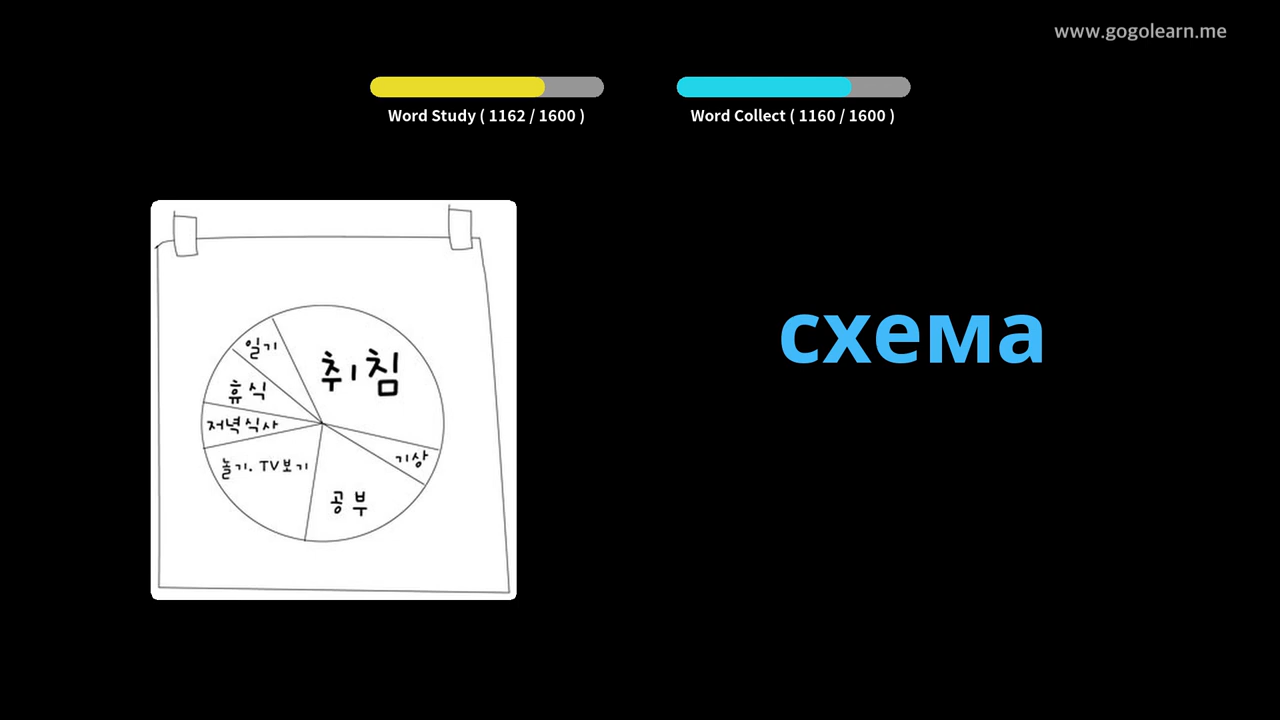 www.gogolearn.me
Word Study ( 1162 / 1600 )
Word Collect ( 1160 / 1600 )
일기
취침
휴식
저녁식사
놀기. TV보기
기상
공부
схема